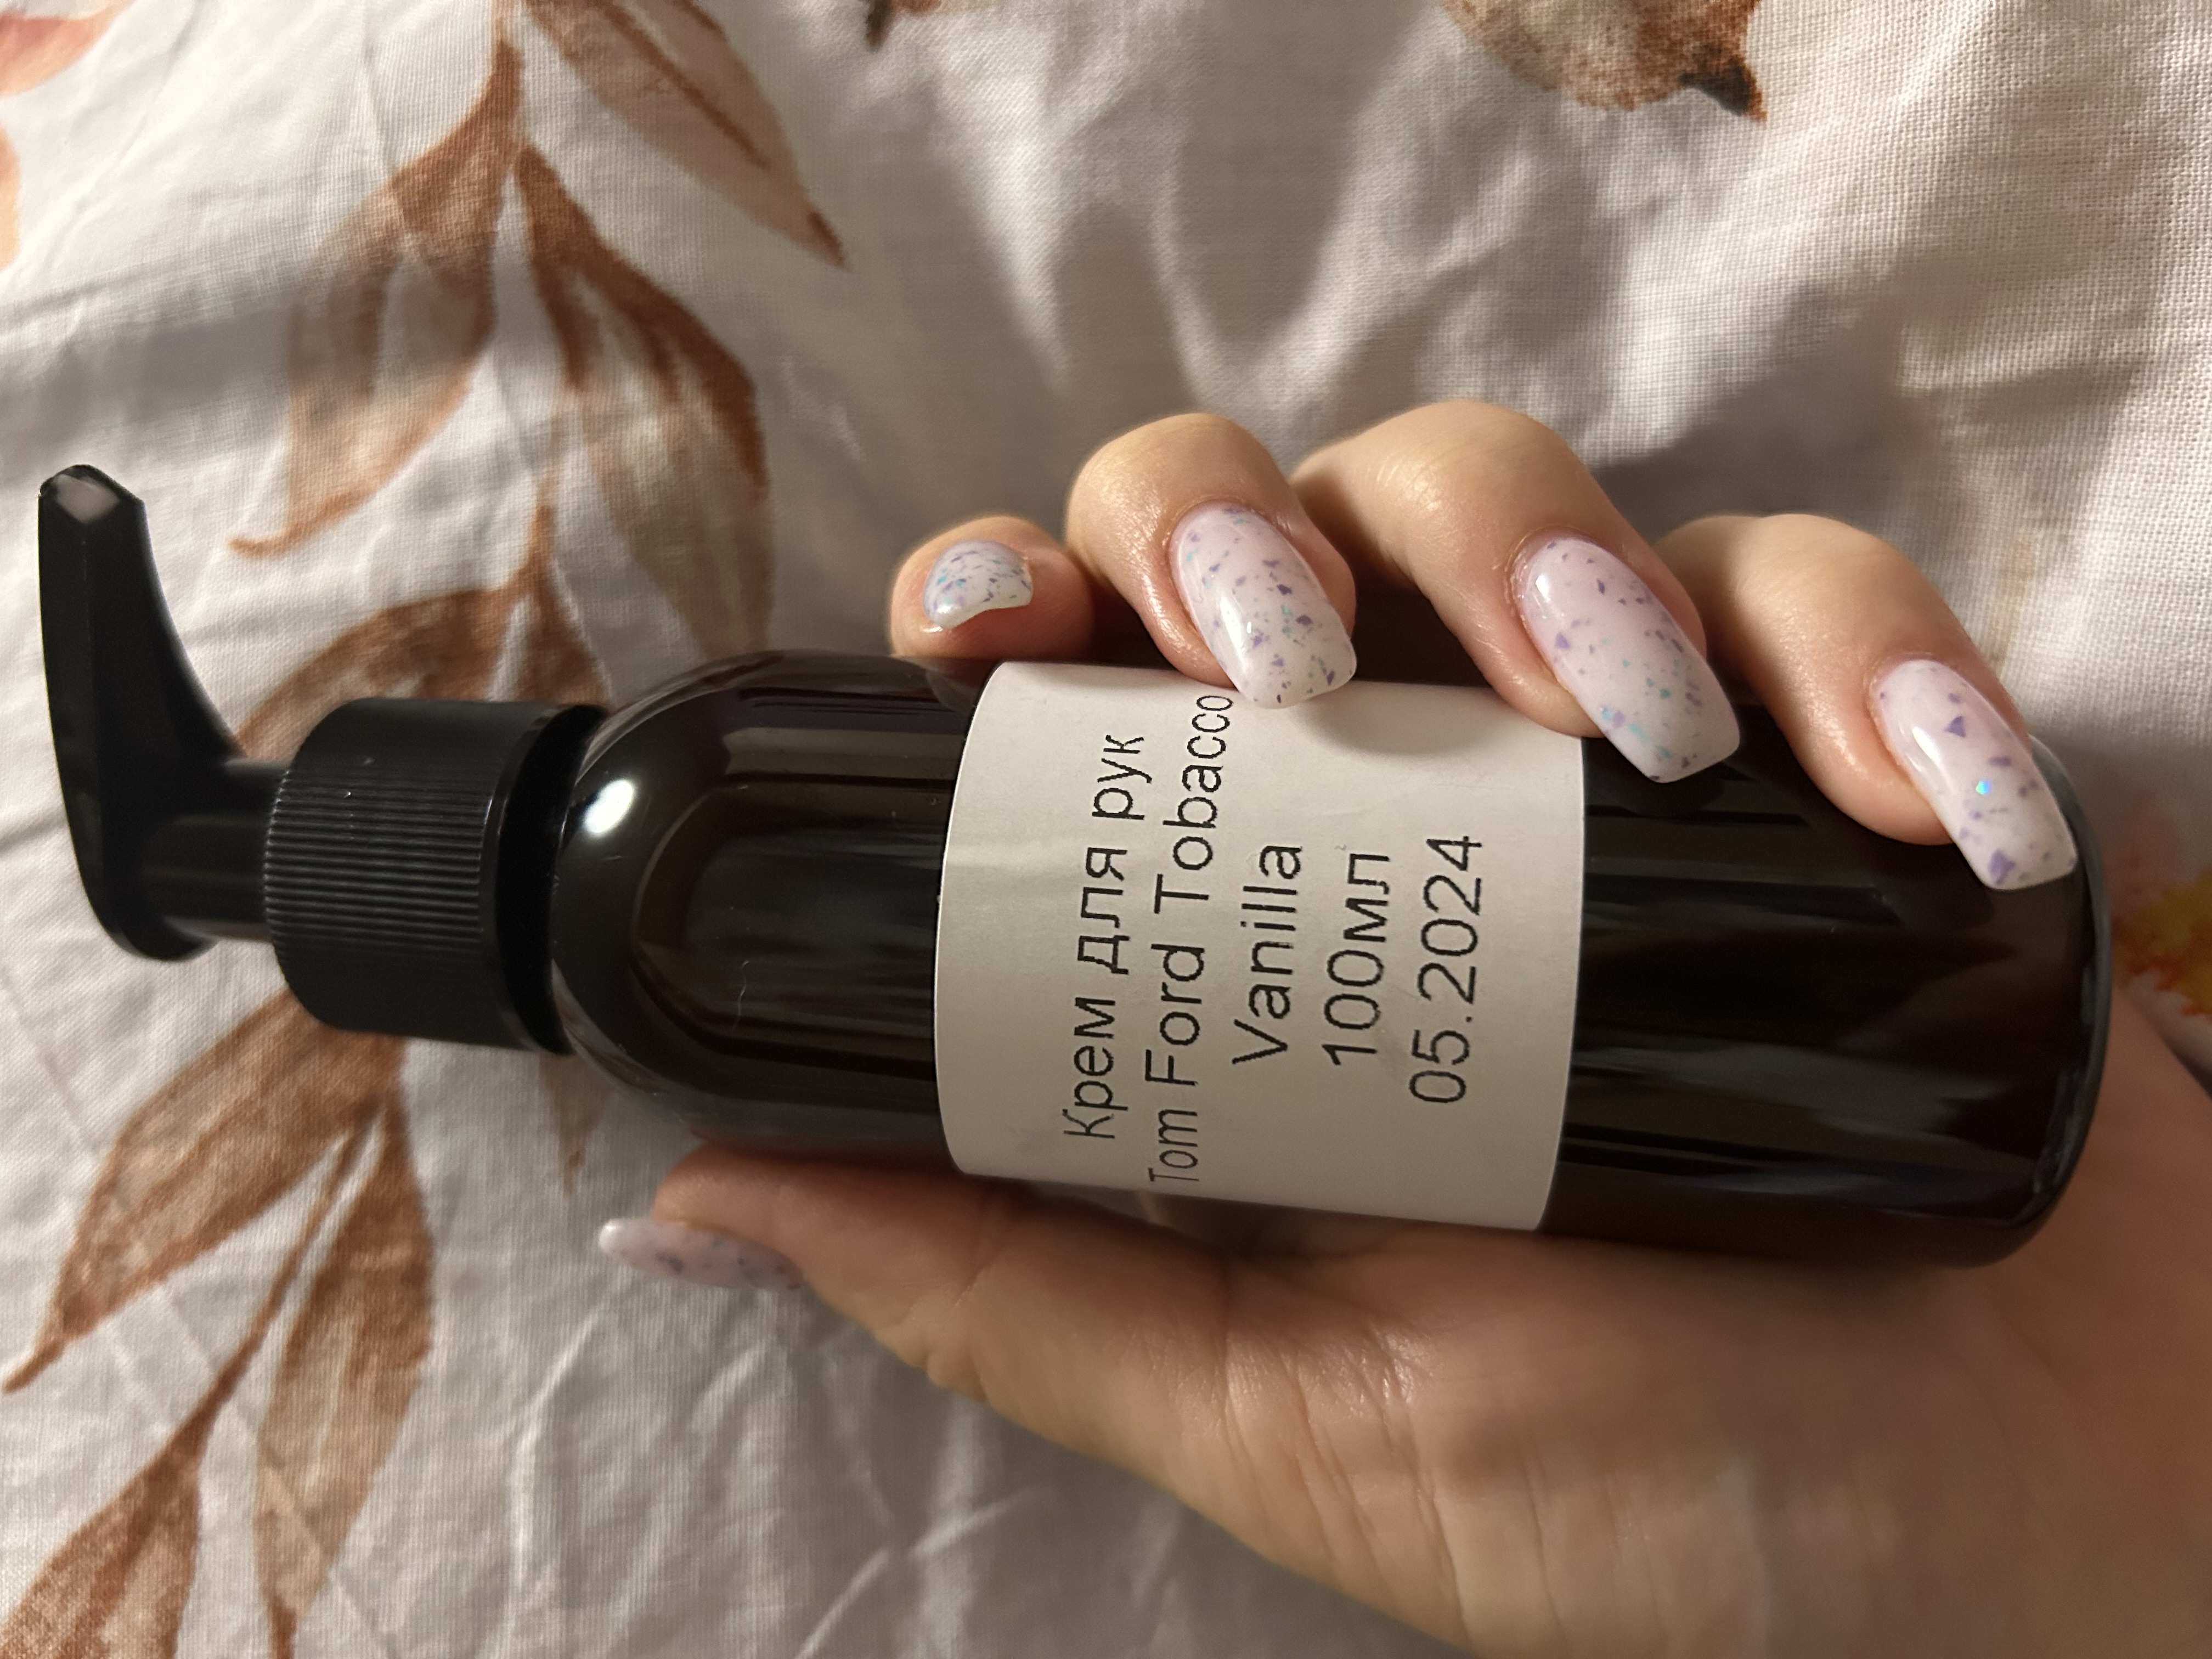 Крем для рук
Tom Ford Tobacco
Vanilla
100мл
05.2024